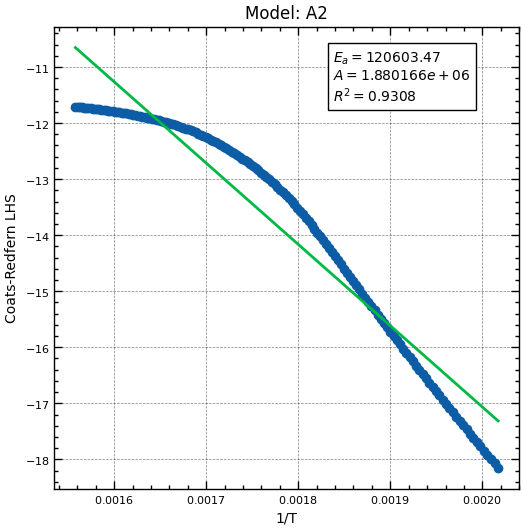 Model: A2
E_a = 120603.47
A = 1.880166e + 06
R² = 0.9308
−11
−12
−13
−14
−15
−16
−17
−18
Coats-Redfern LHS
0.0016 0.0017 0.0018 0.0019 0.0020
1/T